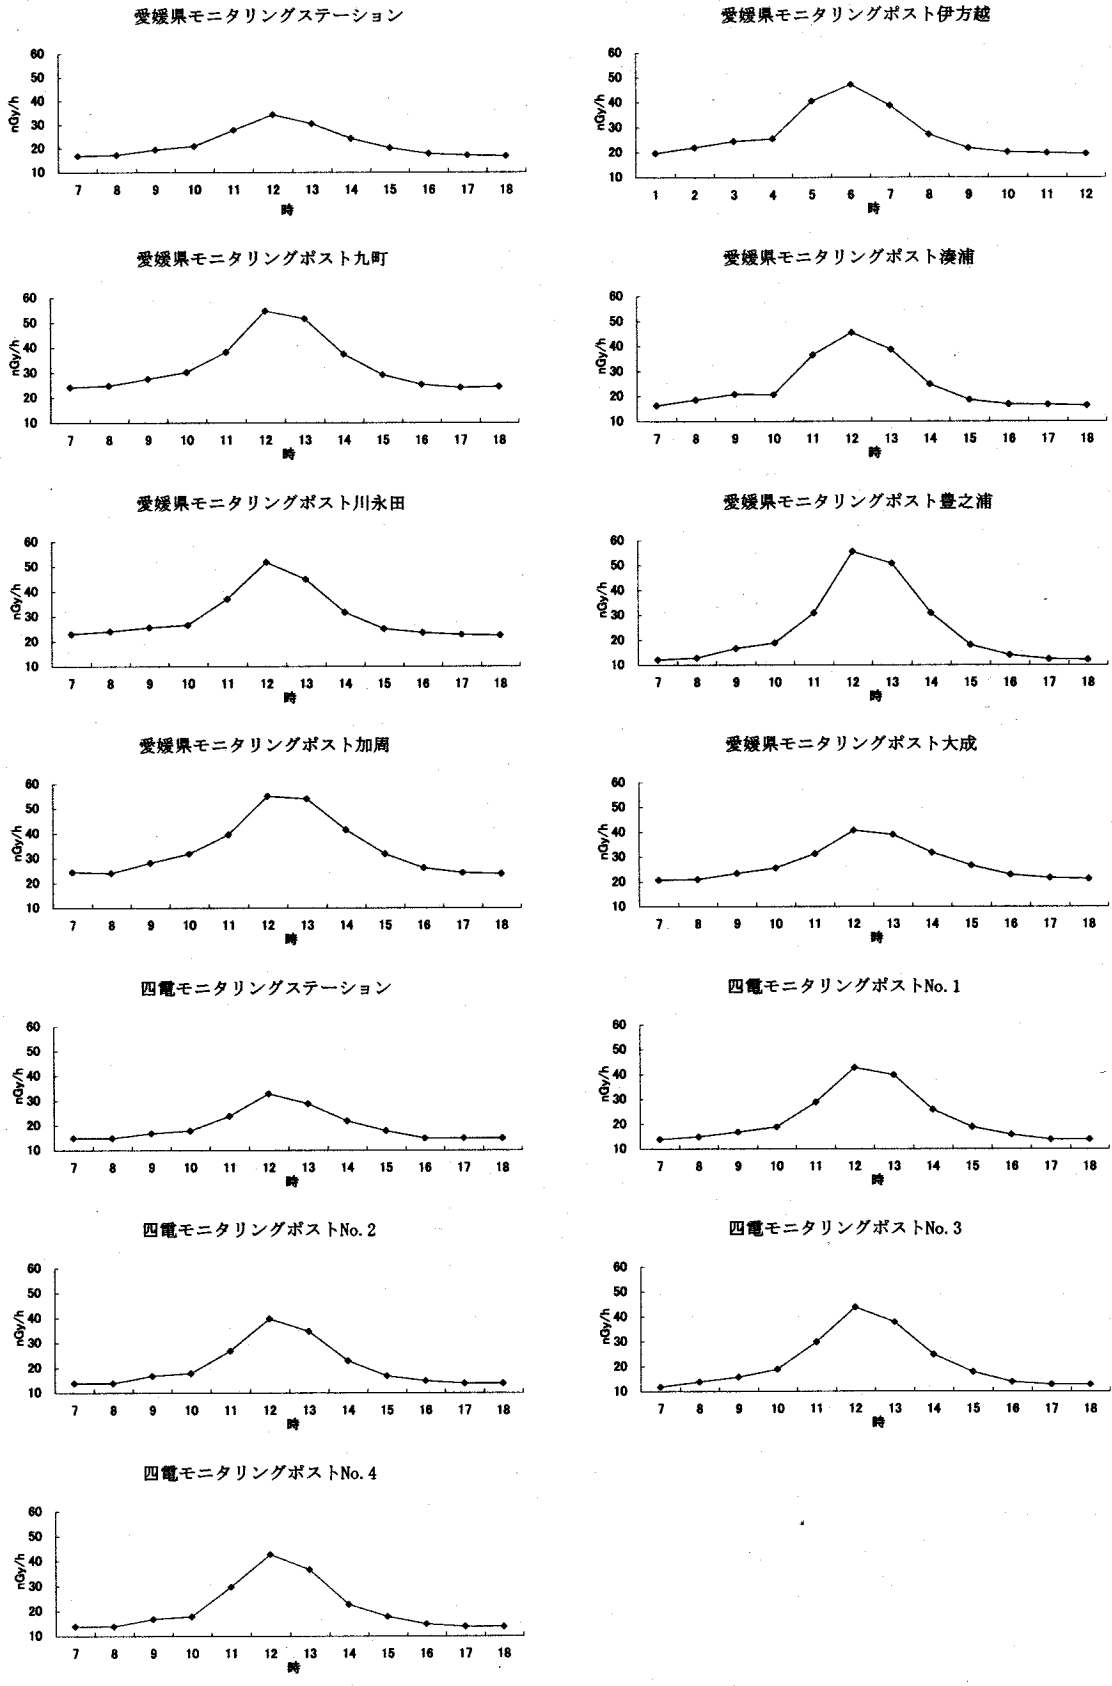 愛媛県モニタリングステーション
nGy/h
60
50
40
30
20
10
7 8 9 10 11 12 13 14 15 16 17 18
時
愛媛県モニタリングポスト伊方越
nGy/h
60
50
40
30
20
10
1 2 3 4 5 6 7 8 9 10 11 12
時
愛媛県モニタリングポスト九町
nGy/h
60
50
40
30
20
10
7 8 9 10 11 12 13 14 15 16 17 18
時
愛媛県モニタリングポスト湊浦
nGy/h
60
50
40
30
20
10
7 8 9 10 11 12 13 14 15 16 17 18
時
愛媛県モニタリングポスト川永田
nGy/h
60
50
40
30
20
10
7 8 9 10 11 12 13 14 15 16 17 18
時
愛媛県モニタリングポスト豊之浦
nGy/h
60
50
40
30
20
10
7 8 9 10 11 12 13 14 15 16 17 18
時
愛媛県モニタリングポスト加周
nGy/h
60
50
40
30
20
10
7 8 9 10 11 12 13 14 15 16 17 18
時
愛媛県モニタリングポスト大成
nGy/h
60
50
40
30
20
10
7 8 9 10 11 12 13 14 15 16 17 18
時
四電モニタリングステーション
nGy/h
60
50
40
30
20
10
7 8 9 10 11 12 13 14 15 16 17 18
時
四電モニタリングポストNo.1
nGy/h
60
50
40
30
20
10
7 8 9 10 11 12 13 14 15 16 17 18
時
四電モニタリングポストNo.2
nGy/h
60
50
40
30
20
10
7 8 9 10 11 12 13 14 15 16 17 18
時
四電モニタリングポストNo.3
nGy/h
60
50
40
30
20
10
7 8 9 10 11 12 13 14 15 16 17 18
時
四電モニタリングポストNo.4
nGy/h
60
50
40
30
20
10
7 8 9 10 11 12 13 14 15 16 17 18
時